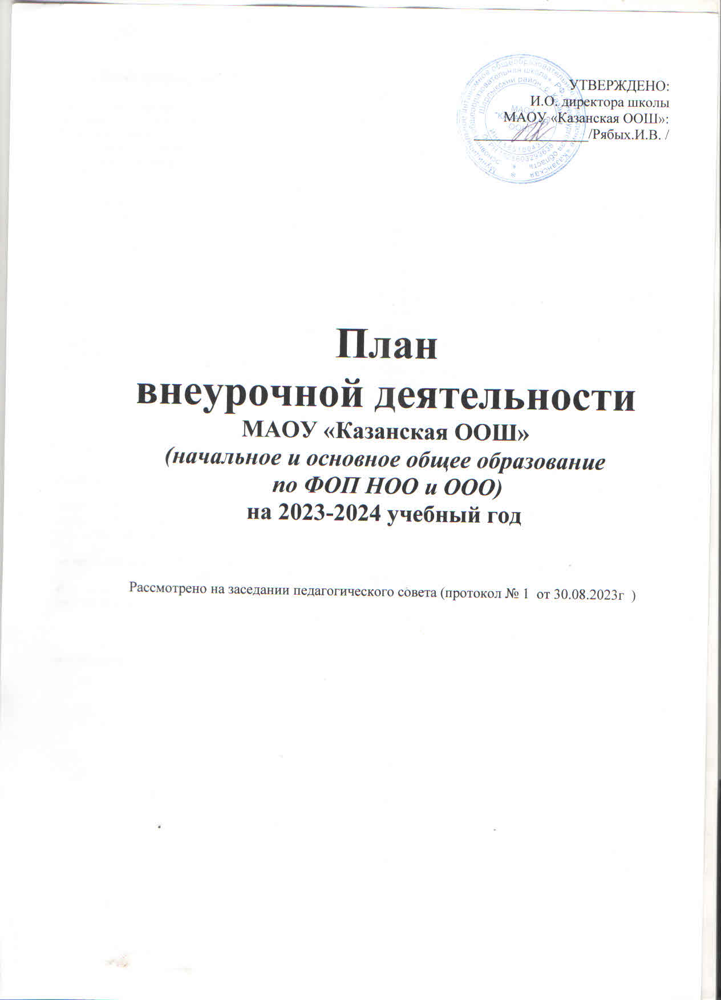 УТВЕРЖДЕНО:
И.О. директора школы
МАОУ «Казанская ООШ»:
/Рябых.И.В. /
План
внеурочной деятельности
МАОУ «Казанская ООШ»
(начальное и основное общее образование
по ФОП НОО и ООО)
на 2023-2024 учебный год
Рассмотрено на заседании педагогического совета (протокол № 1 от 30.08.2023г )